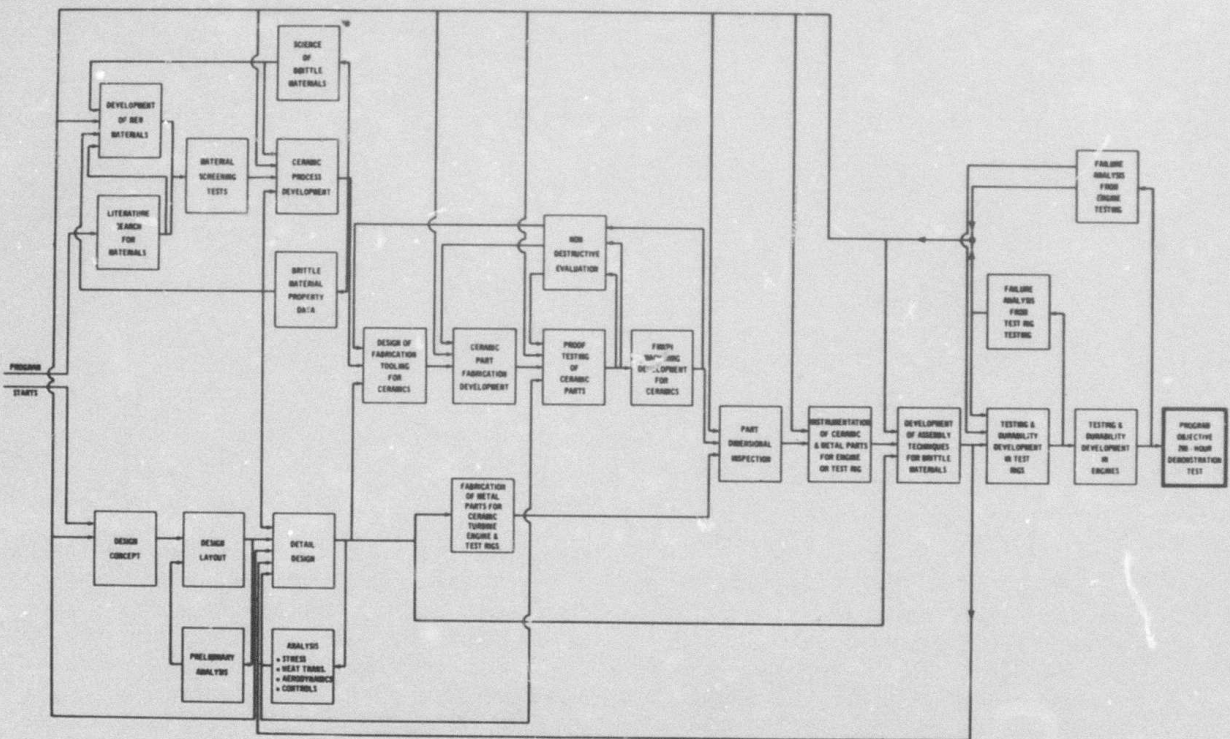 SCIENCE
OF
BRITTLE
MATERIALS
DEVELOPMENT
OF NEW
MATERIALS
MATERIAL
SCREENING
TESTS
CERAMIC
PROCESS
DEVELOPMENT
LITERATURE
SEARCH
FOR
MATERIALS
BRITTLE
MATERIAL
PROPERTY
DATA
NON
DESTRUCTIVE
EVALUATION
FAILURE
ANALYSIS
FROM
ENGINE
TESTING
FAILURE
ANALYSIS
FROM
TEST RIG
TESTING
PROGRAM
STARTS
DESIGN OF
FABRICATION
TOOLING
FOR
CERAMICS
CERAMIC
PART
FABRICATION
DEVELOPMENT
PROOF
TESTING
OF
CERAMIC
PARTS
DEVELOPMENT
FOR
CERAMICS
PART
DIMENSIONAL
INSPECTION
INSTRUMENTATION
OF CERAMIC
& METAL PARTS
FOR ENGINE
OR TEST RIG
DEVELOPMENT
OF ASSEMBLY
TECHNIQUES
FOR BRITTLE
MATERIALS
TESTING &
DURABILITY
DEVELOPMENT
IN TEST
RIGS
TESTING &
DURABILITY
DEVELOPMENT
IN
ENGINES
PROGRAM
OBJECTIVE
200-HOUR
DEMONSTRATION
TEST
FABRICATION
OF METAL
PARTS FOR
CERAMIC
TURBINE
ENGINE &
TEST RIGS
DESIGN
CONCEPT
DESIGN
LAYOUT
DETAIL
DESIGN
PRELIMINARY
ANALYSIS
ANALYSIS
• STRESS
• HEAT TRANS.
• AERODYNAMICS
• CONTROLS